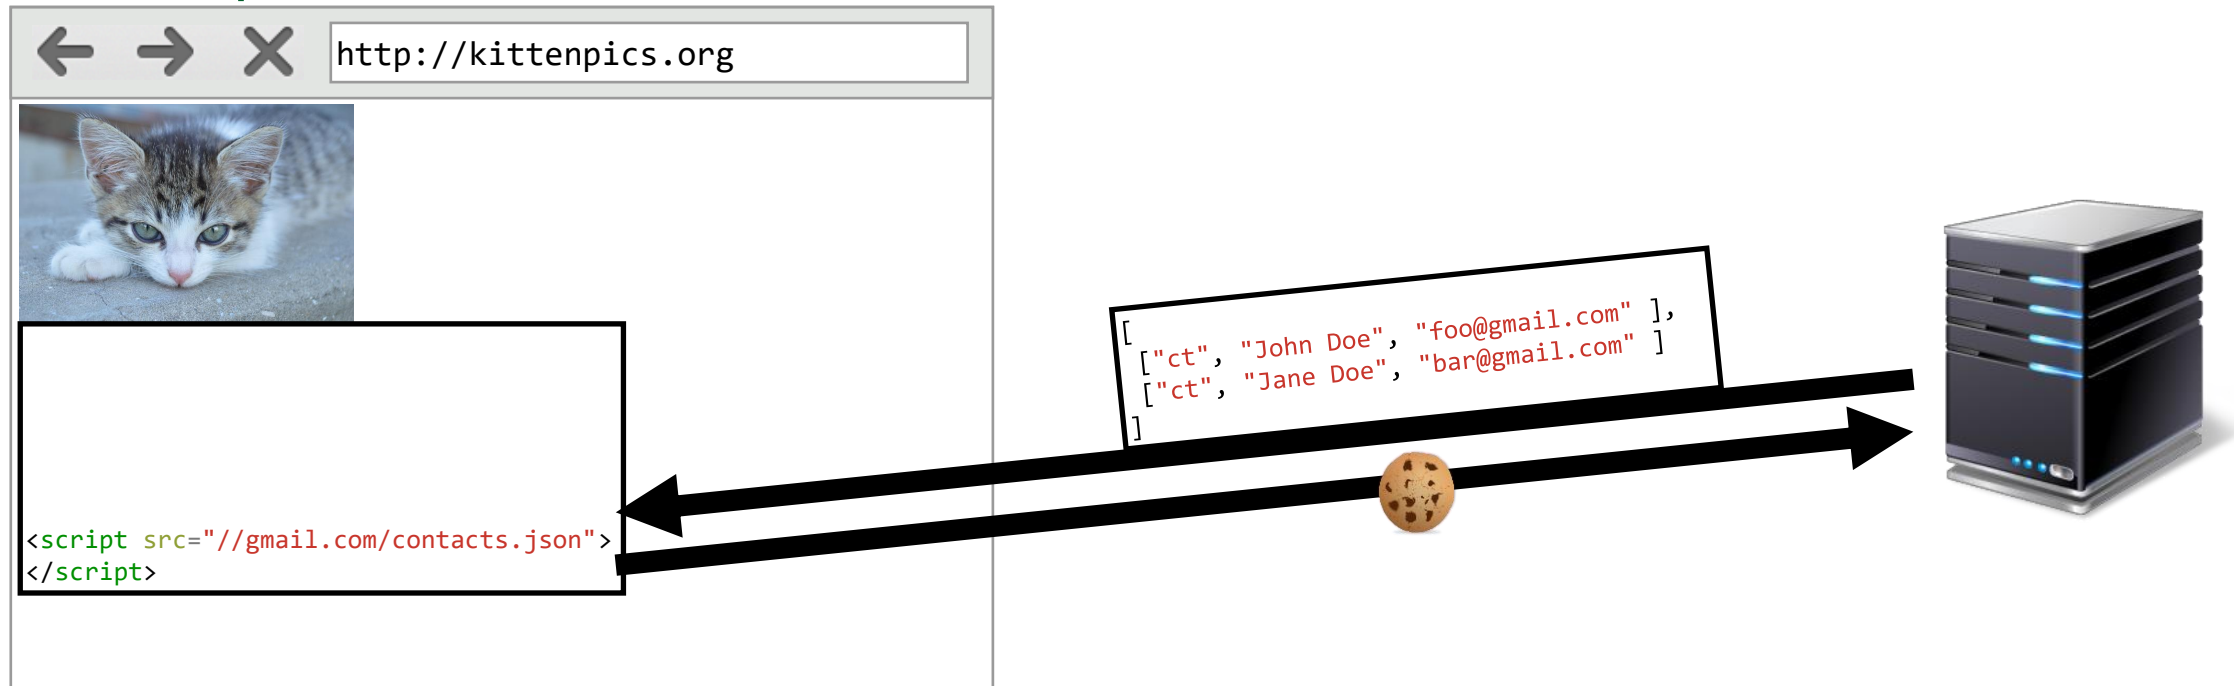 http://kittenpics.org
[
["ct", "John Doe", "foo@gmail.com" ],
["ct", "Jane Doe", "bar@gmail.com" ]
]
<script src="//gmail.com/contacts.json">
</script>